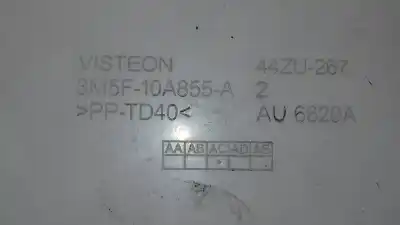 VISTEON 44ZU-267
3M5F-10A855-A 2
>PP-TD40< AU 6820A
AA AB AC AD AE